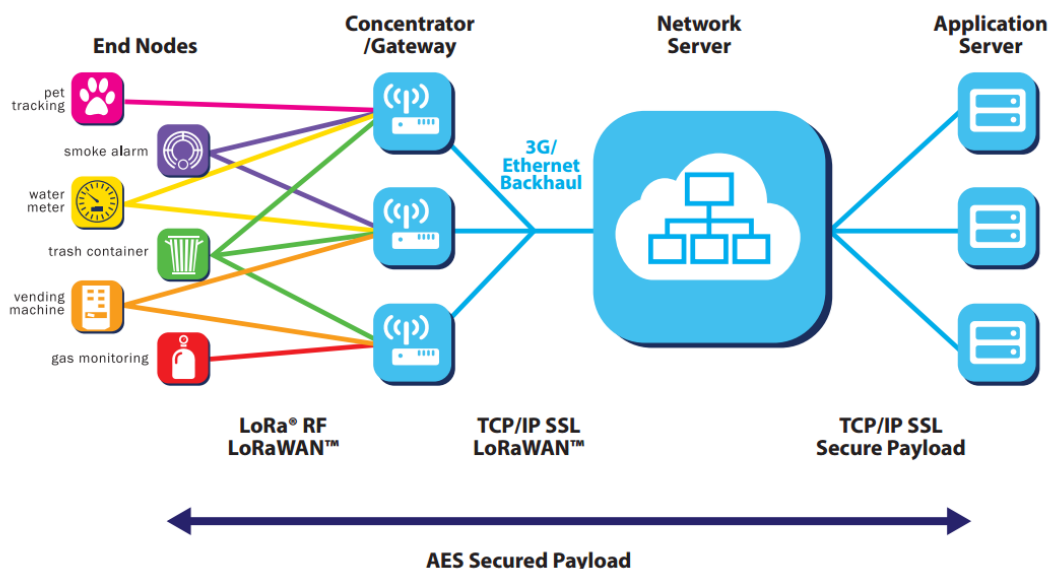 End Nodes
Concentrator
/Gateway
Network
Server
Application
Server
pet
tracking
smoke alarm
water
meter
trash container
vending
machine
gas monitoring
3G/
Ethernet
Backhaul
LoRa® RF
LoRaWAN™
TCP/IP SSL
LoRaWAN™
TCP/IP SSL
Secure Payload
AES Secured Payload